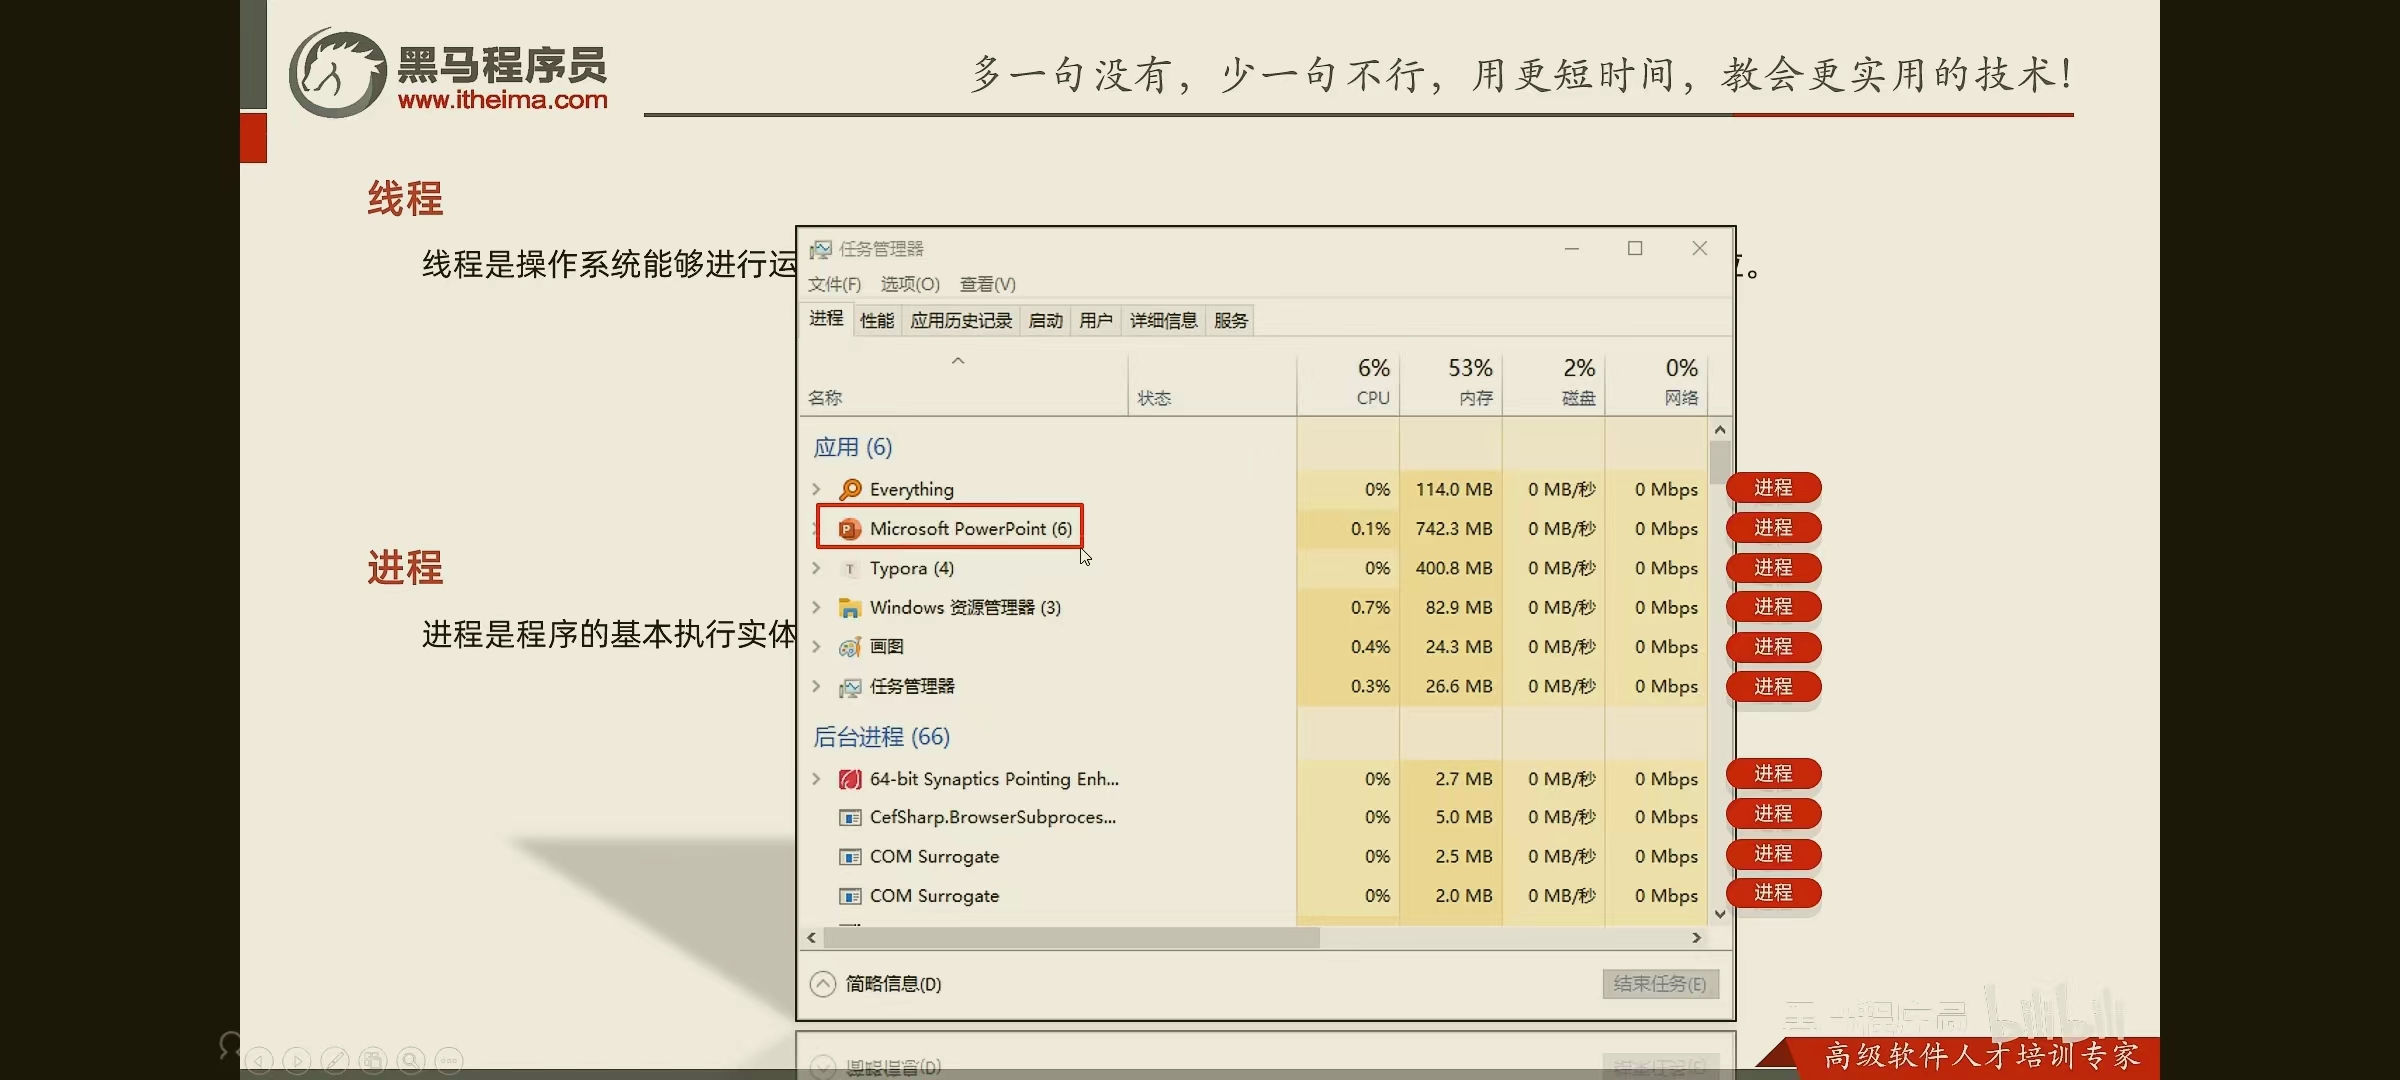 黑马程序员
www.itheima.com
多一句没有，少一句不行，用更短时间，教会更实用的技术！
线程
线程是操作系统能够进行运
。
任务管理器
文件(F) 选项(O) 查看(V)
进程 性能 应用历史记录 启动 用户 详细信息 服务
6% 53% 2% 0%
名称 状态 CPU 内存 磁盘 网络
应用 (6)
Everything 0% 114.0 MB 0 MB/秒 0 Mbps 进程
Microsoft PowerPoint (6) 0.1% 742.3 MB 0 MB/秒 0 Mbps 进程
Typora (4) 0% 400.8 MB 0 MB/秒 0 Mbps 进程
Windows 资源管理器 (3) 0.7% 82.9 MB 0 MB/秒 0 Mbps 进程
画图 0.4% 24.3 MB 0 MB/秒 0 Mbps 进程
任务管理器 0.3% 26.6 MB 0 MB/秒 0 Mbps 进程
进程
进程是程序的基本执行实体
后台进程 (66)
64-bit Synaptics Pointing Enh... 0% 2.7 MB 0 MB/秒 0 Mbps 进程
CefSharp.BrowserSubproces... 0% 5.0 MB 0 MB/秒 0 Mbps 进程
COM Surrogate 0% 2.5 MB 0 MB/秒 0 Mbps 进程
COM Surrogate 0% 2.0 MB 0 MB/秒 0 Mbps 进程
简略信息(D) 结束任务(E)
bilibili
高级软件人才培训专家